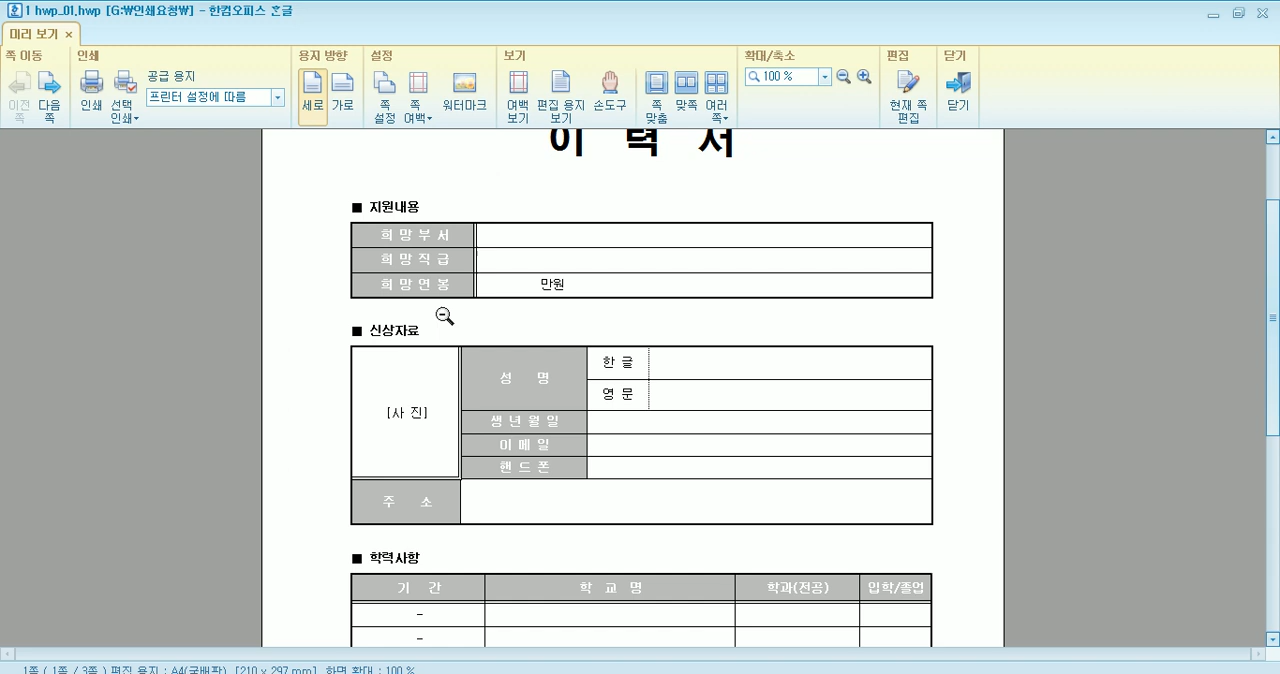 1 hwp_01.hwp [G:₩인쇄요청₩] - 한컴오피스 한글
미리 보기 ×
쪽 이동 인쇄 용지 방향 설정 보기 확대/축소 편집 닫기
이전 쪽
다음 쪽
인쇄
선택 인쇄
공급 용지
프린터 설정에 따름
세로
가로
쪽 설정
쪽 여백
워터마크
여백 보기
편집 용지 보기
손도구
쪽 맞춤
맞쪽
여러 쪽
100 %
현재 쪽 편집
닫기
이 력 서
■ 지원내용
희 망 부 서
희 망 직 급
희 망 연 봉 만원
■ 신상자료
[사 진]
성 명
한 글
영 문
생 년 월 일
이 메 일
핸 드 폰
주 소
■ 학력사항
기 간 학 교 명 학과(전공) 입학/졸업
-
-
1쪽 ( 1쪽 / 3쪽 ) 편집 용지 : A4(국배판) [210 x 297 mm] 화면 확대 : 100 %